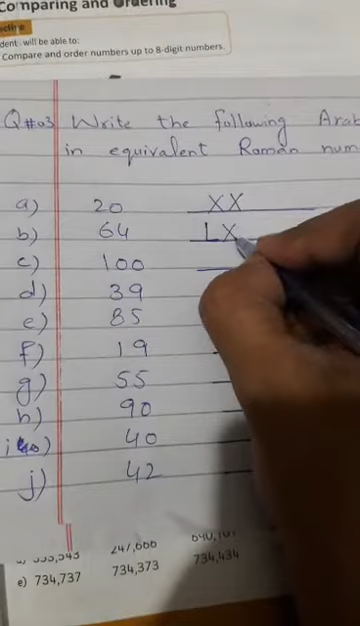 Comparing and Ordering
dent will be able to:
Compare and order numbers up to 8-digit numbers.
Q#03 Write the following Arab
in equivalent Roman num
a) 20 XX
b) 64 LX
c) 100
d) 39
e) 85
f) 19
g) 55
h) 90
i) 40
j) 42
247,660
e) 734,737 734,373 734,434